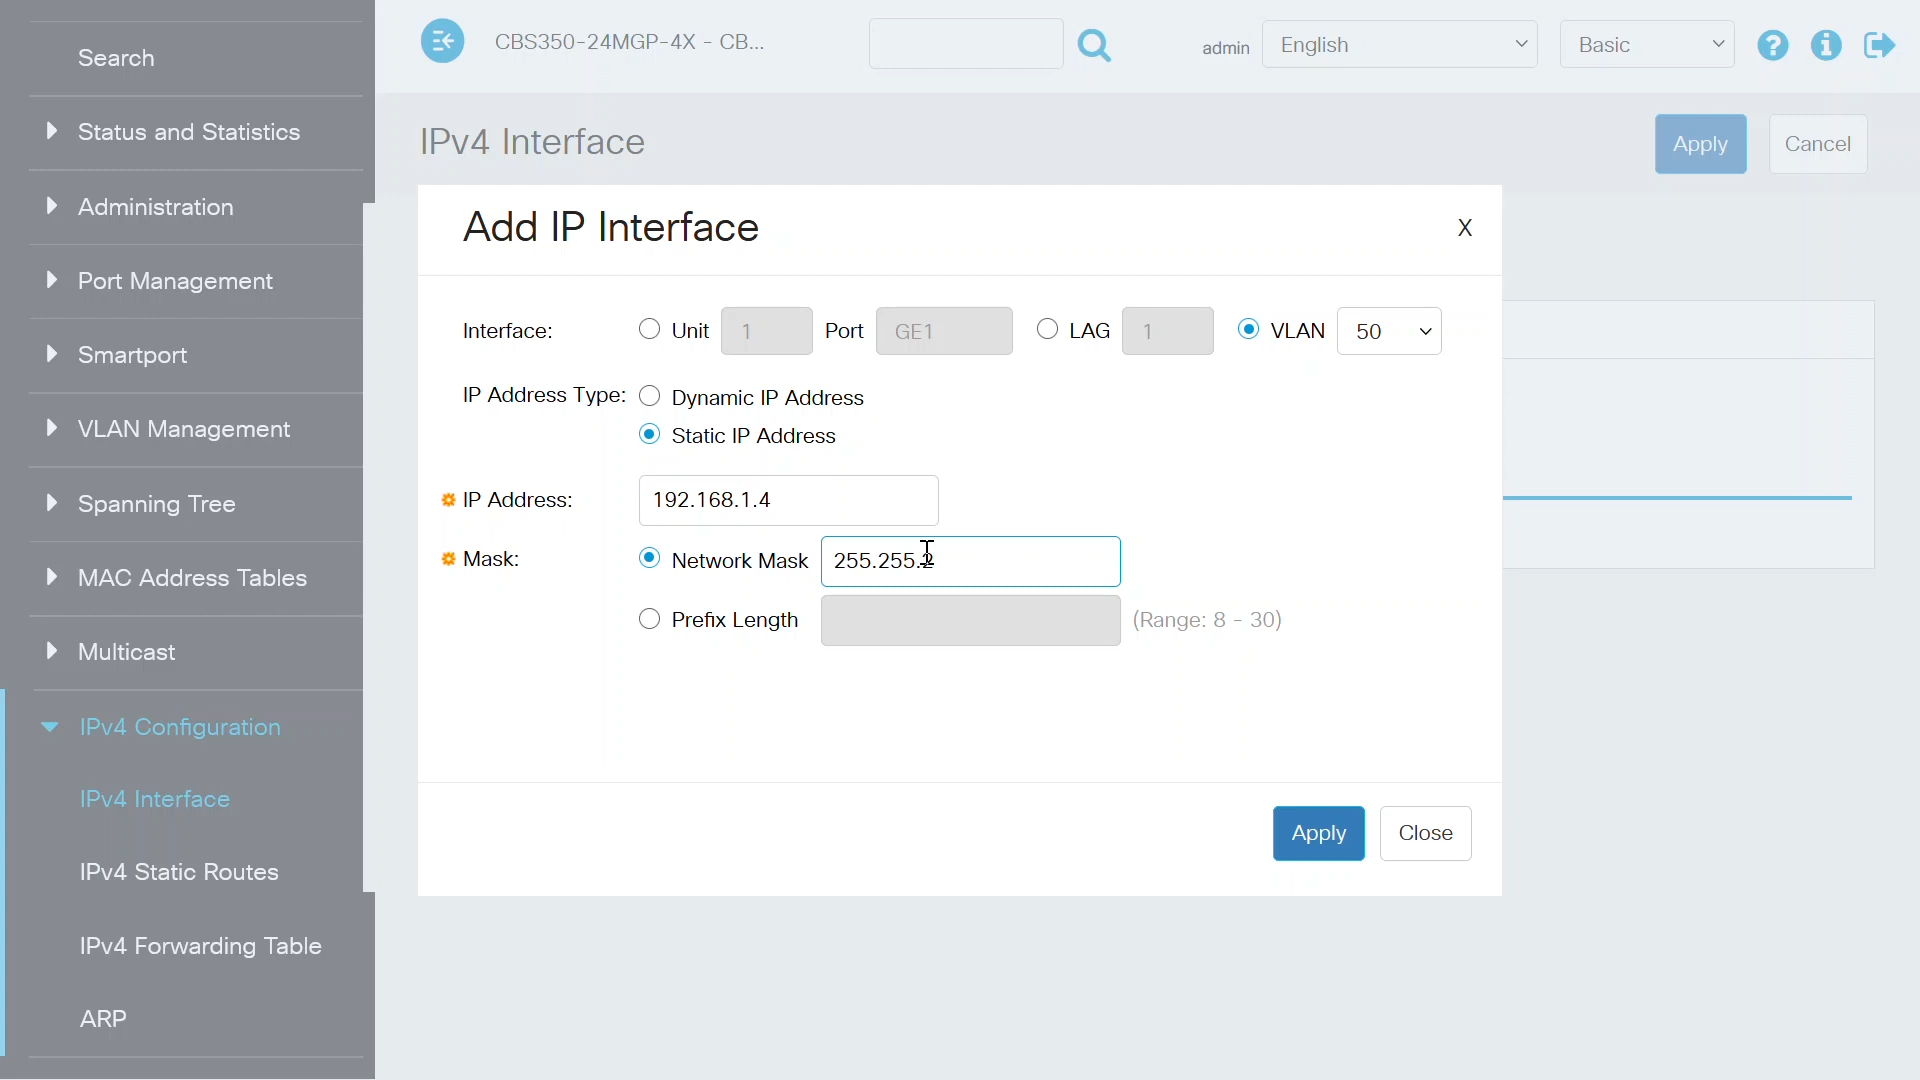 Search
Status and Statistics
Administration
Port Management
Smartport
VLAN Management
Spanning Tree
MAC Address Tables
Multicast
IPv4 Configuration
IPv4 Interface
IPv4 Static Routes
IPv4 Forwarding Table
ARP
CBS350-24MGP-4X - CB...
admin
English
Basic
IPv4 Interface
Apply
Cancel
Add IP Interface
X
Interface: Unit 1 Port GE1 LAG 1 VLAN 50
IP Address Type: Dynamic IP Address
Static IP Address
IP Address: 192.168.1.4
Mask: Network Mask 255.255.2
Prefix Length (Range: 8 - 30)
Apply
Close